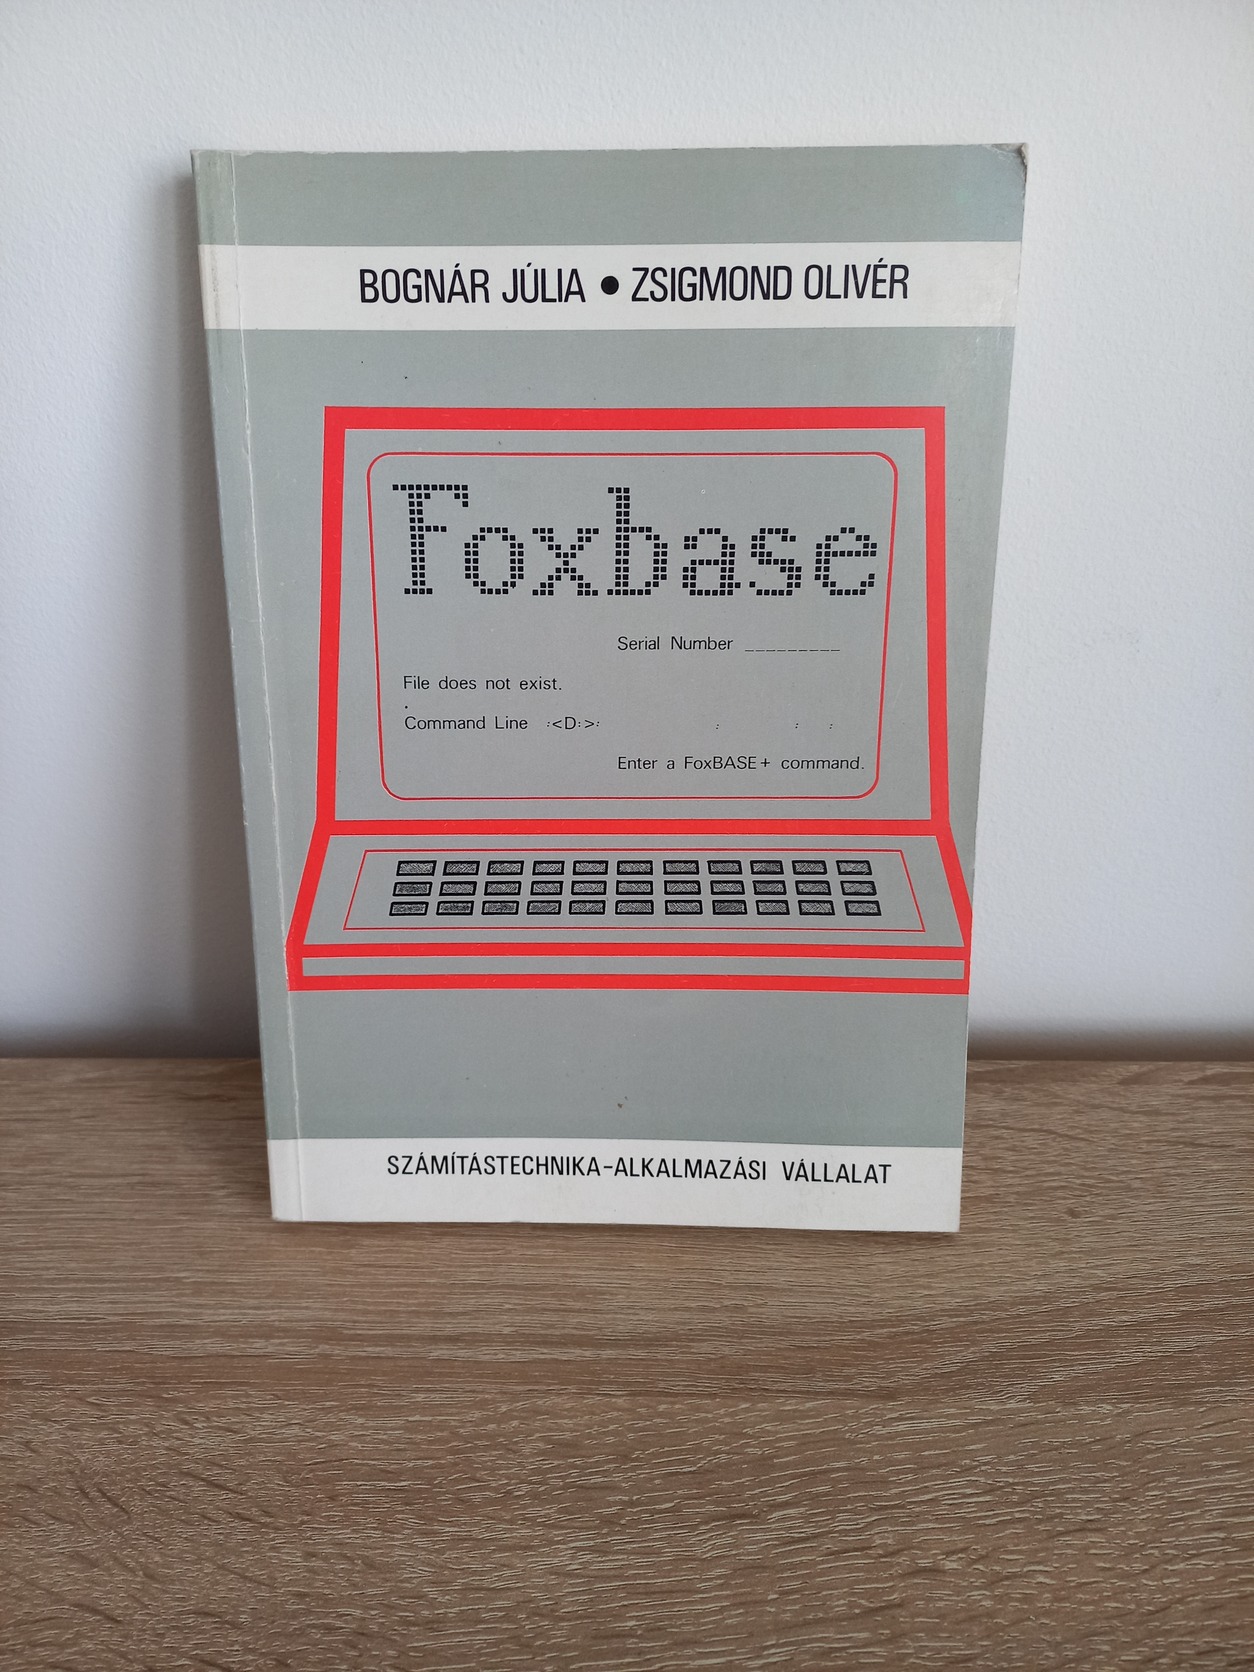 BOGNÁR JÚLIA • ZSIGMOND OLIVÉR
Foxbase
Serial Number _________
File does not exist.
.
Command Line :<D:>: : : :
Enter a FoxBASE+ command.
SZÁMÍTÁSTECHNIKA-ALKALMAZÁSI VÁLLALAT